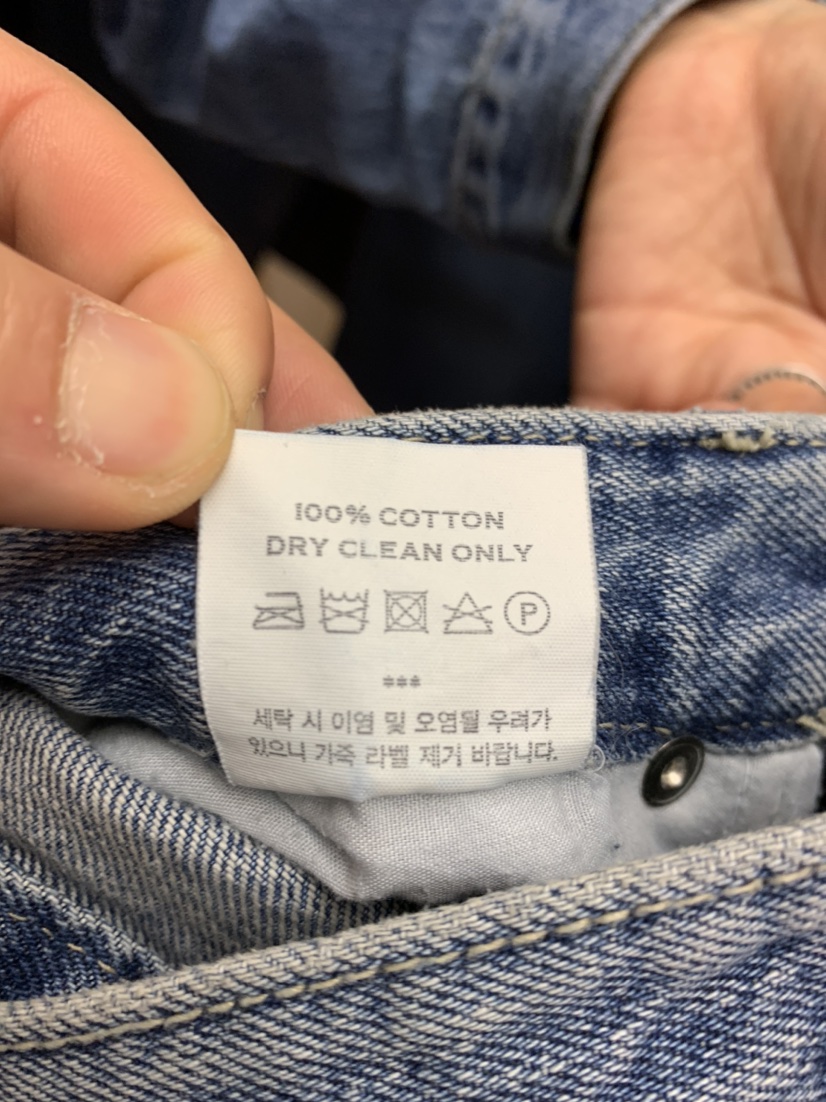 100% COTTON
DRY CLEAN ONLY
P
***
세탁 시 이염 및 오염될 우려가
있으니 가죽 라벨 제거 바랍니다.